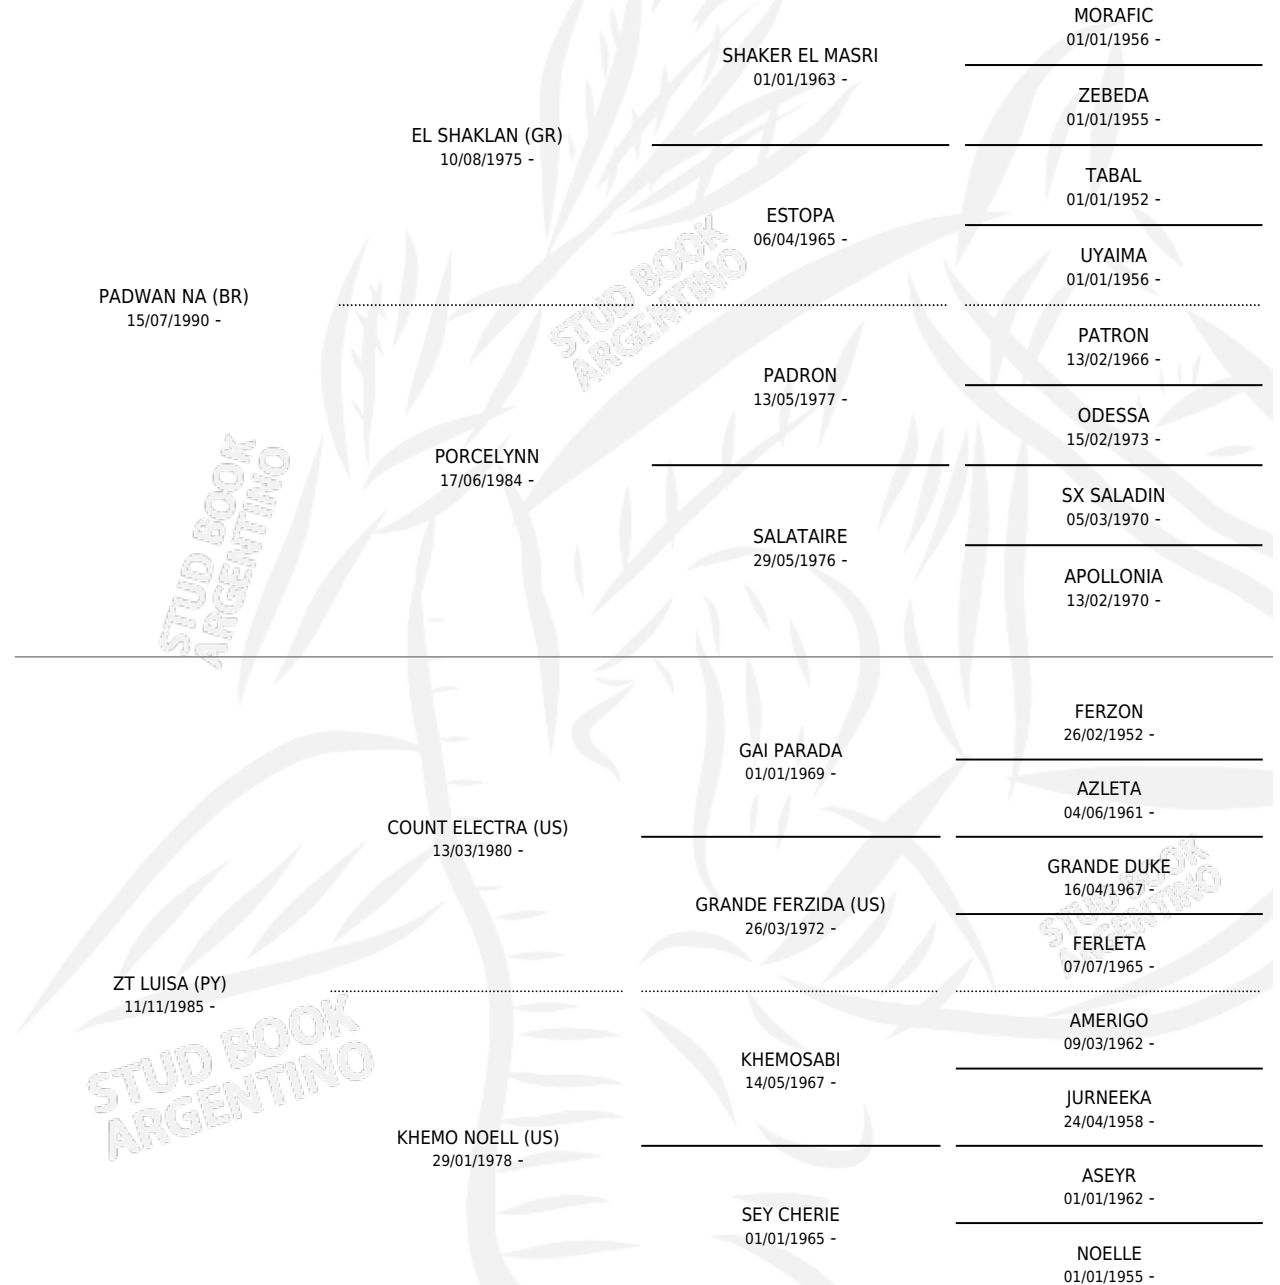 MORAFIC
01/01/1956 -
SHAKER EL MASRI
01/01/1963 -
ZEBEDA
01/01/1955 -
EL SHAKLAN (GR)
10/08/1975 -
TABAL
01/01/1952 -
ESTOPA
06/04/1965 -
UYAIMA
01/01/1956 -
PADWAN NA (BR)
15/07/1990 -
PATRON
13/02/1966 -
PADRON
13/05/1977 -
ODESSA
15/02/1973 -
PORCELYNN
17/06/1984 -
SX SALADIN
05/03/1970 -
SALATAIRE
29/05/1976 -
APOLLONIA
13/02/1970 -
FERZON
26/02/1952 -
GAI PARADA
01/01/1969 -
AZLETA
04/06/1961 -
COUNT ELECTRA (US)
13/03/1980 -
GRANDE DUKE
16/04/1967 -
GRANDE FERZIDA (US)
26/03/1972 -
FERLETA
07/07/1965 -
ZT LUISA (PY)
11/11/1985 -
AMERIGO
09/03/1962 -
KHEMOSABI
14/05/1967 -
JURNEEKA
24/04/1958 -
KHEMO NOELL (US)
29/01/1978 -
ASEYR
01/01/1962 -
SEY CHERIE
01/01/1965 -
NOELLE
01/01/1955 -
STUD BOOK
ARGENTINO
STUD BOOK
ARGENTINO
STUD BOOK
ARGENTINO
STUD BOOK
ARGENTINO